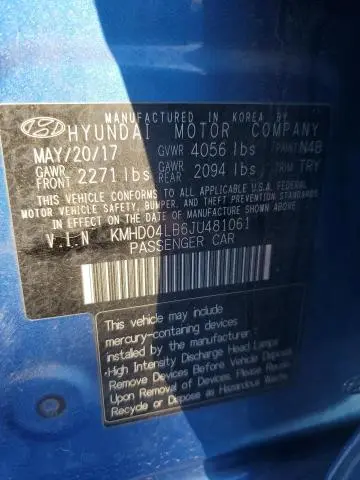 MANUFACTURED IN KOREA BY
HYUNDAI MOTOR COMPANY
MAY/20/17 GVWR 4056 lbs PAINT N4B
GAWR FRONT 2271 lbs GAWR REAR 2094 lbs TRIM TRY
THIS VEHICLE CONFORMS TO ALL APPLICABLE U.S.A. FEDERAL
MOTOR VEHICLE SAFETY, BUMPER, AND THEFT PREVENTION STANDARDS
IN EFFECT ON THE DATE OF MANUFACTURE SHOWN ABOVE.
V.I.N KMHD04LB6JU481061
PASSENGER CAR
This vehicle may include
mercury-containing devices
installed by the manufacturer:
·High Intensity Discharge Head Lamps
Remove Devices Before Vehicle Disposal
Upon Removal of Devices, Please Reuse,
Recycle or Dispose as Hazardous Waste